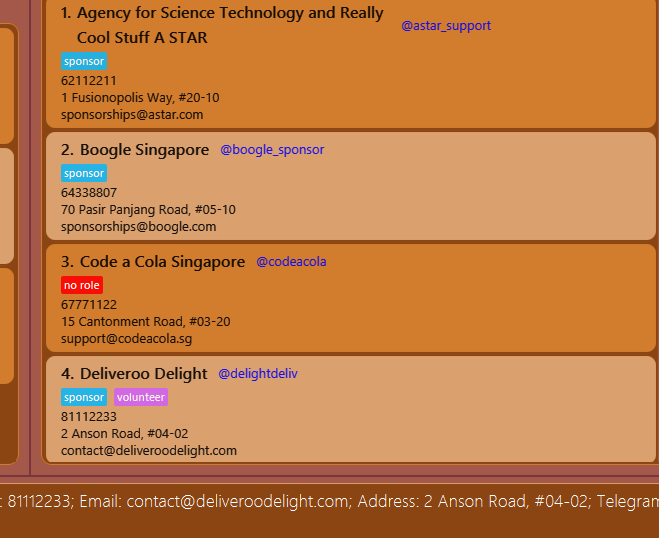 1. Agency for Science Technology and Really
Cool Stuff A STAR
@astar_support
sponsor
62112211
1 Fusionopolis Way, #20-10
sponsorships@astar.com
2. Boogle Singapore @boogle_sponsor
sponsor
64338807
70 Pasir Panjang Road, #05-10
sponsorships@boogle.com
3. Code a Cola Singapore @codeacola
no role
67771122
15 Cantonment Road, #03-20
support@codeacola.sg
4. Deliveroo Delight @delightdeliv
sponsor volunteer
81112233
2 Anson Road, #04-02
contact@deliveroodelight.com
: 81112233; Email: contact@deliveroodelight.com; Address: 2 Anson Road, #04-02; Telegram